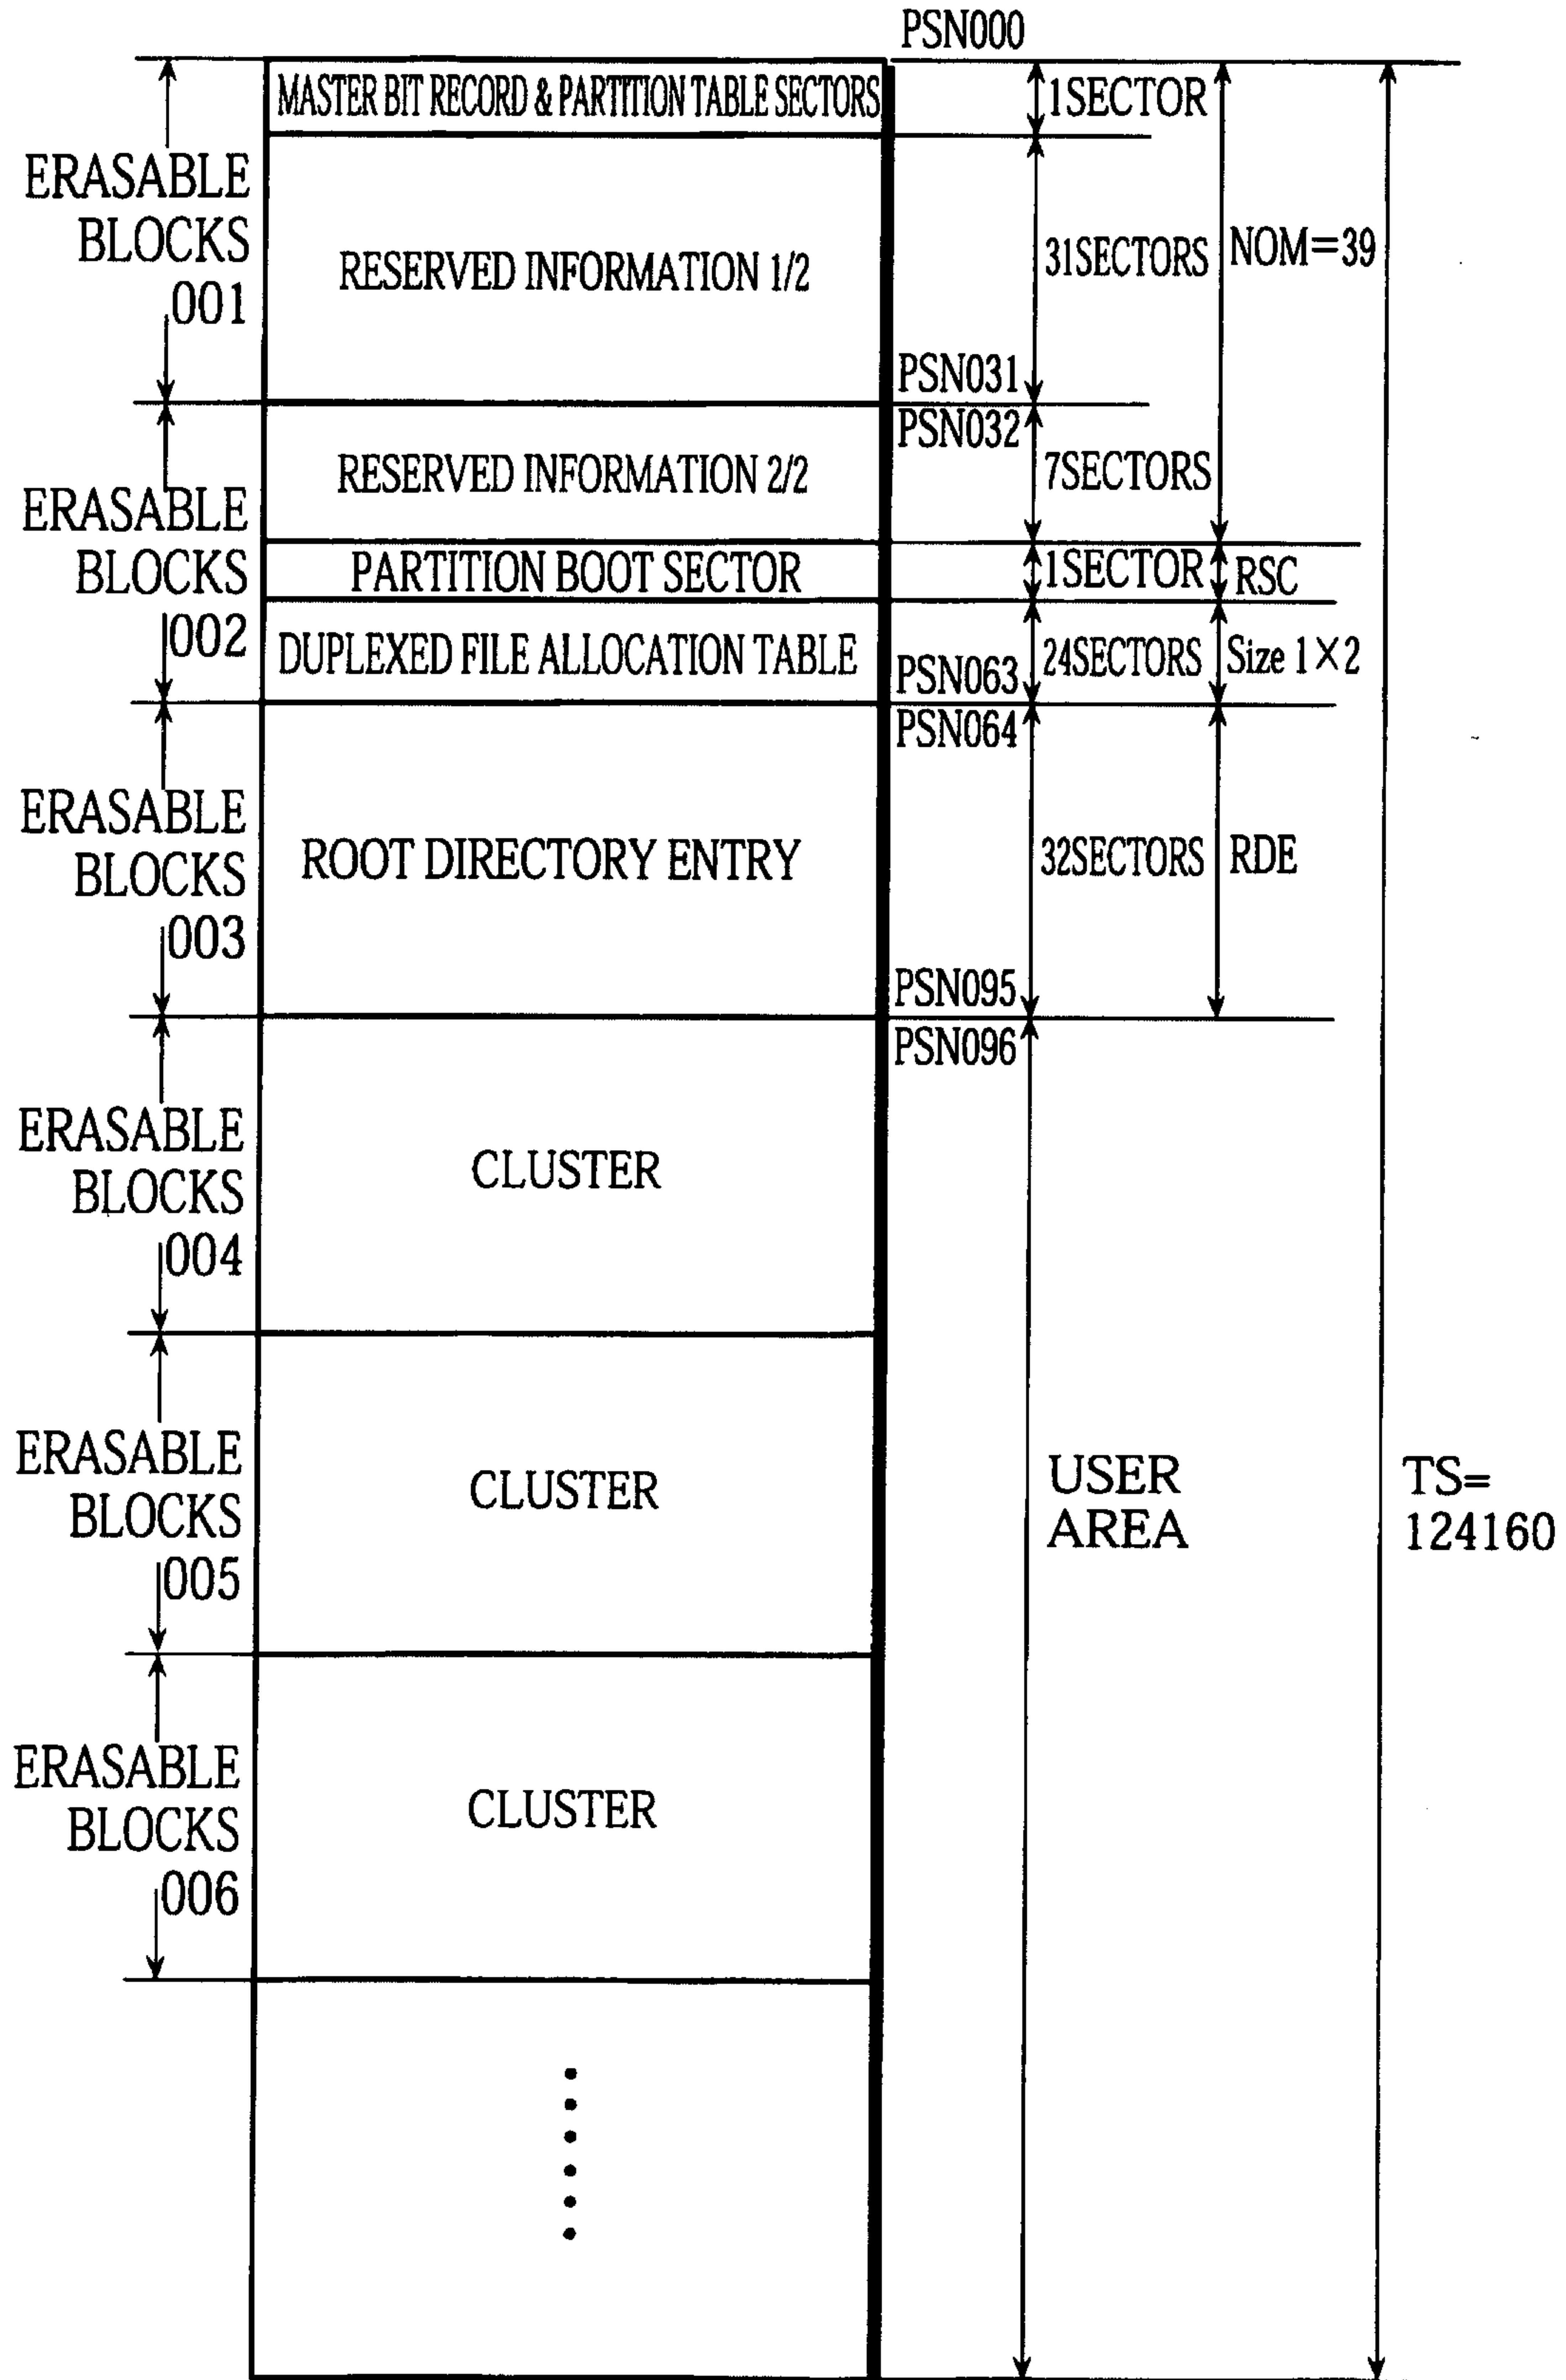 PSN000
MASTER BIT RECORD & PARTITION TABLE SECTORS
1SECTOR
ERASABLE
BLOCKS
001
RESERVED INFORMATION 1/2
31SECTORS
NOM=39
PSN031
PSN032
RESERVED INFORMATION 2/2
7SECTORS
ERASABLE
BLOCKS
002
PARTITION BOOT SECTOR
1SECTOR
RSC
DUPLEXED FILE ALLOCATION TABLE
PSN063
24SECTORS
Size 1×2
PSN064
ERASABLE
BLOCKS
003
ROOT DIRECTORY ENTRY
32SECTORS
RDE
PSN095
PSN096
ERASABLE
BLOCKS
004
CLUSTER
ERASABLE
BLOCKS
005
CLUSTER
USER
AREA
TS=
124160
ERASABLE
BLOCKS
006
CLUSTER